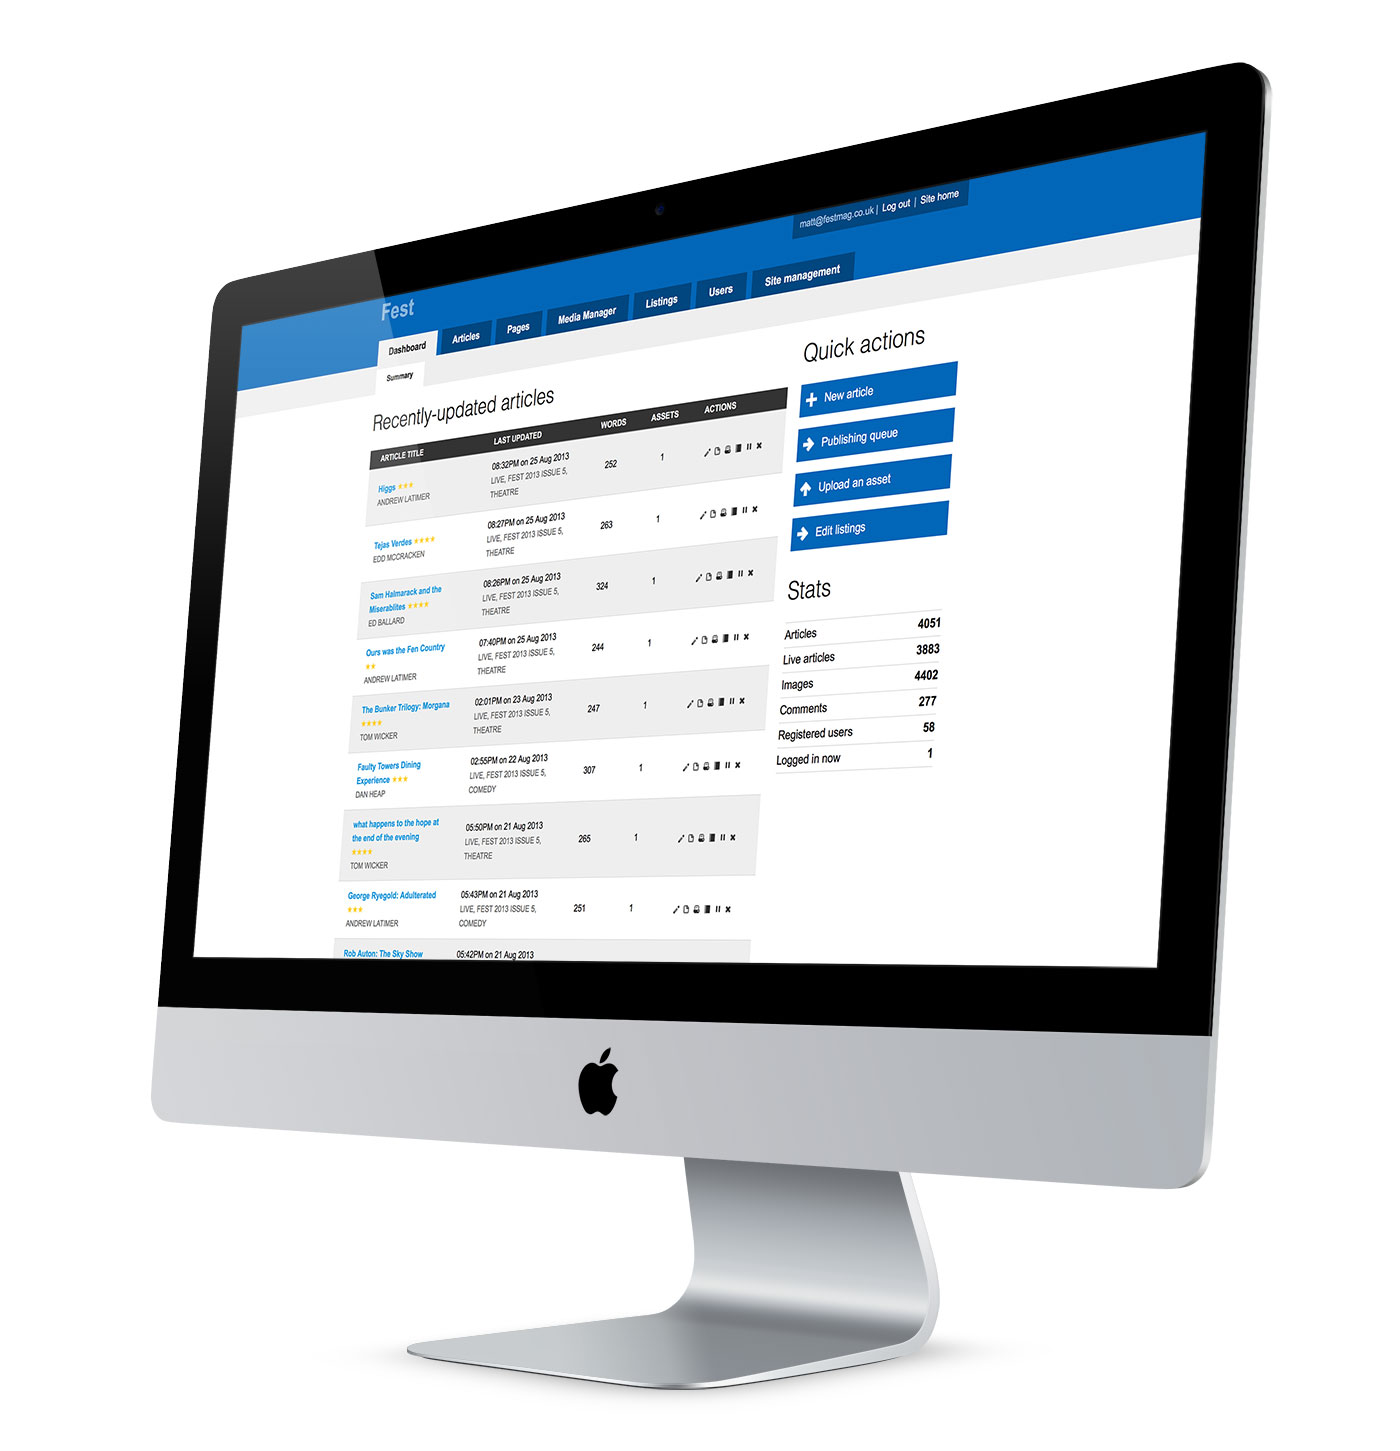 matt@festmag.co.uk | Log out | Site home
Fest
Dashboard Articles Pages Media Manager Listings Users Site management
Summary
Recently-updated articles
ARTICLE TITLE LAST UPDATED WORDS ASSETS ACTIONS
Higgs ★★★
ANDREW LATIMER
08:32PM on 25 Aug 2013
LIVE, FEST 2013 ISSUE 5,
THEATRE
252 1
Tejas Verdes ★★★★
EDD MCCRACKEN
08:27PM on 25 Aug 2013
LIVE, FEST 2013 ISSUE 5,
THEATRE
263 1
Sam Halmarack and the
Miserablites ★★★★
ED BALLARD
08:26PM on 25 Aug 2013
LIVE, FEST 2013 ISSUE 5,
THEATRE
324 1
Ours was the Fen Country
★★
ANDREW LATIMER
07:40PM on 25 Aug 2013
LIVE, FEST 2013 ISSUE 5,
THEATRE
244 1
The Bunker Trilogy: Morgana
★★★★
TOM WICKER
02:01PM on 23 Aug 2013
LIVE, FEST 2013 ISSUE 5,
THEATRE
247 1
Faulty Towers Dining
Experience ★★★
DAN HEAP
02:55PM on 22 Aug 2013
LIVE, FEST 2013 ISSUE 5,
COMEDY
307 1
what happens to the hope at
the end of the evening
★★★★
TOM WICKER
05:50PM on 21 Aug 2013
LIVE, FEST 2013 ISSUE 5,
THEATRE
265 1
George Ryegold: Adulterated
★★★
ANDREW LATIMER
05:43PM on 21 Aug 2013
LIVE, FEST 2013 ISSUE 5,
COMEDY
251 1
Rob Auton: The Sky Show
05:42PM on 21 Aug 2013
Quick actions
New article
Publishing queue
Upload an asset
Edit listings
Stats
Articles 4051
Live articles 3883
Images 4402
Comments 277
Registered users 58
Logged in now 1